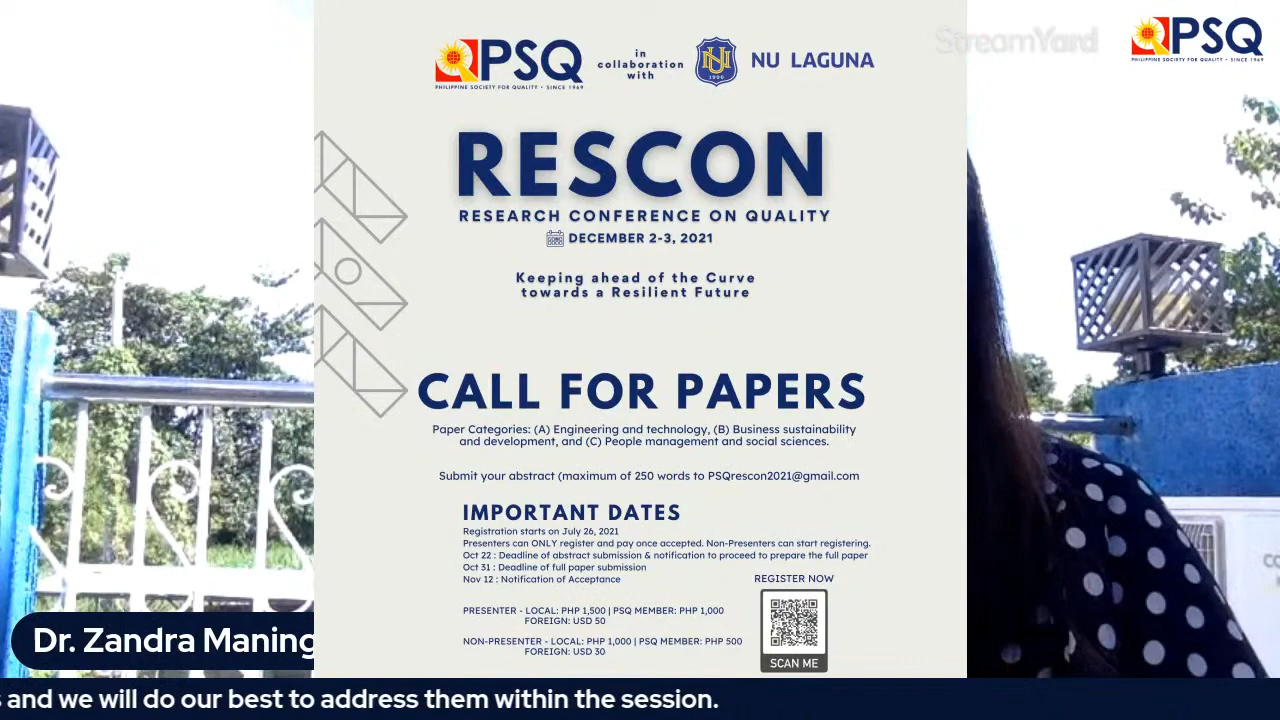 PSQ
PHILIPPINE SOCIETY FOR QUALITY • SINCE 1969
in
collaboration
with
NU
1900
NU LAGUNA
StreamYard
PSQ
PHILIPPINE SOCIETY FOR QUALITY • SINCE 1969
RESCON
RESEARCH CONFERENCE ON QUALITY
DECEMBER 2-3, 2021
Keeping ahead of the Curve
towards a Resilient Future
CALL FOR PAPERS
Paper Categories: (A) Engineering and technology, (B) Business sustainability
and development, and (C) People management and social sciences.
Submit your abstract (maximum of 250 words to PSQrescon2021@gmail.com
IMPORTANT DATES
Registration starts on July 26, 2021
Presenters can ONLY register and pay once accepted. Non-Presenters can start registering.
Oct 22 : Deadline of abstract submission & notification to proceed to prepare the full paper
Oct 31 : Deadline of full paper submission
Nov 12 : Notification of Acceptance
REGISTER NOW
PRESENTER - LOCAL: PHP 1,500 | PSQ MEMBER: PHP 1,000
FOREIGN: USD 50
NON-PRESENTER - LOCAL: PHP 1,000 | PSQ MEMBER: PHP 500
FOREIGN: USD 30
SCAN ME
Dr. Zandra Maning
and we will do our best to address them within the session.